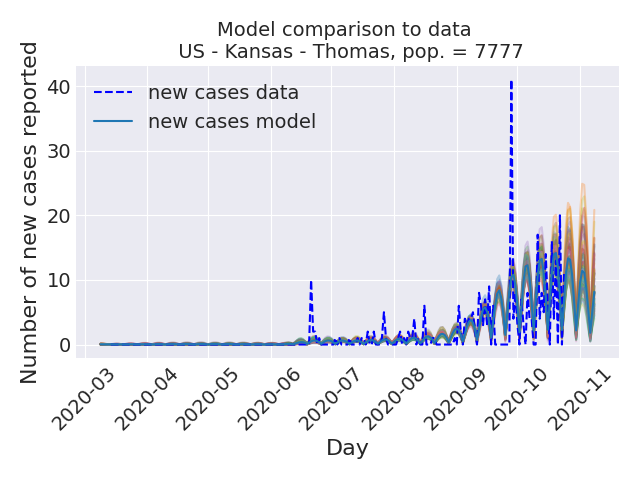 Model comparison to data
US - Kansas - Thomas, pop. = 7777
Number of new cases reported
40
30
20
10
0
new cases data
new cases model
2020-03
2020-04
2020-05
2020-06
2020-07
2020-08
2020-09
2020-10
2020-11
Day